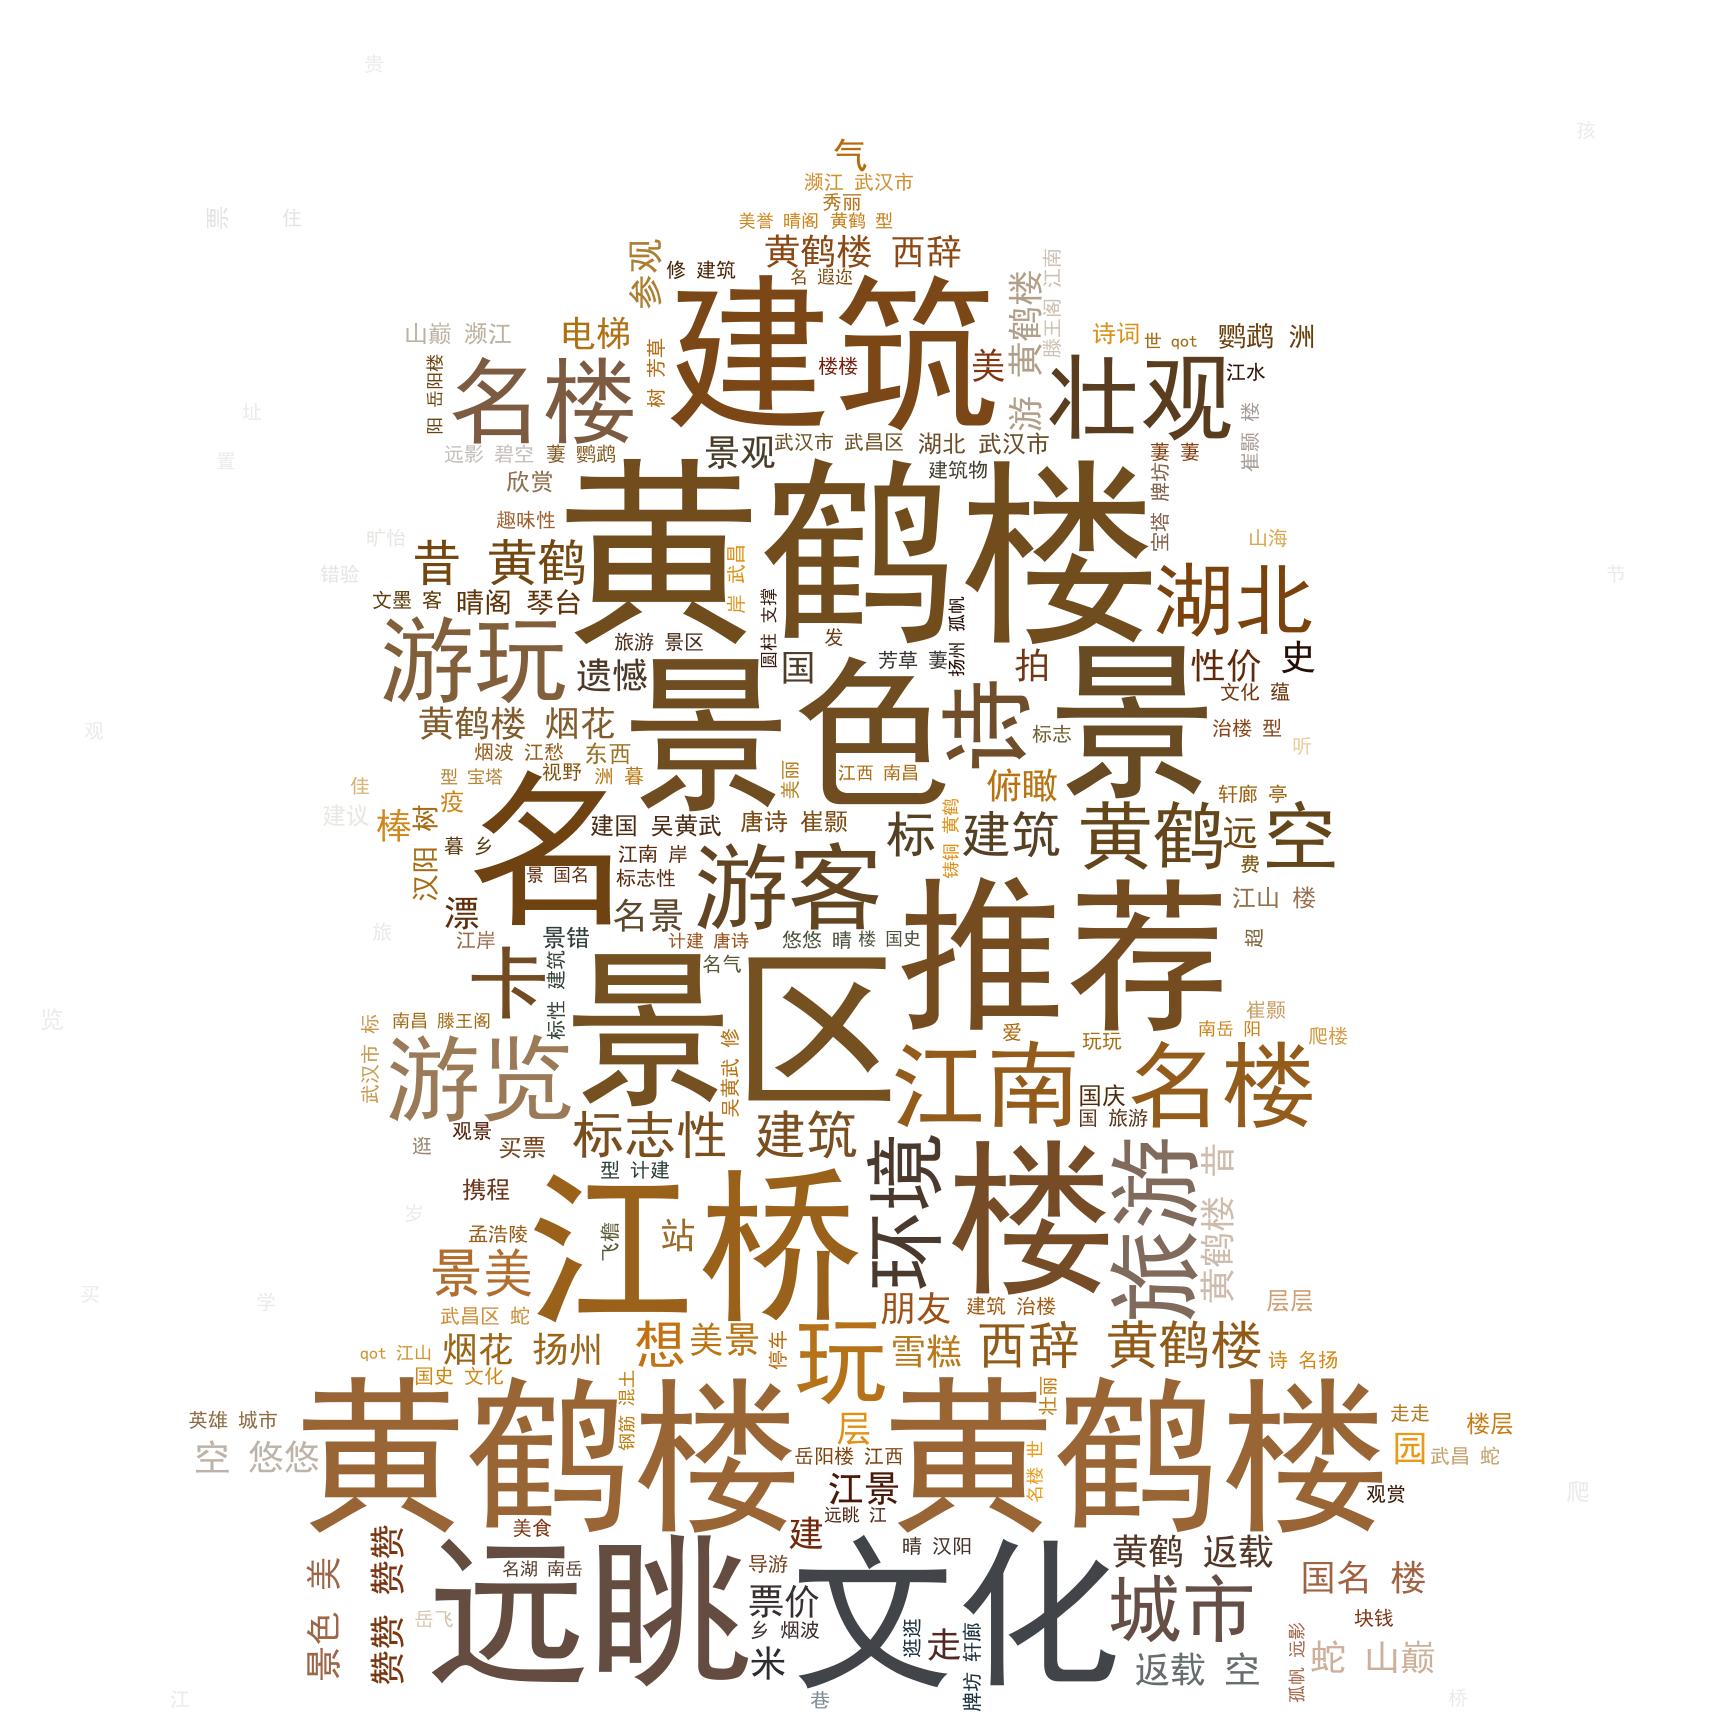 贵
孩
气
濒江 武汉市
秀丽
住
美誉 晴阁 黄鹤 型
黄鹤楼 西辞
参观
修 建筑
名 遐迩
建筑
游 黄鹤楼
滕王阁 江南
山巅 濒江
电梯
诗词
世 qot
鹦鹉 洲
名楼
阳 岳阳楼
树 芳草
楼楼
美
壮观
江水
址
崔颢 楼
远影 碧空
萋 鹦鹉
景观
武汉市 武昌区
湖北 武汉市
萋 萋
置
欣赏
建筑物
黄鹤楼
宝塔 牌坊
趣味性
旷怡
山海
昔 黄鹤
岸 武昌
错验
节
文墨 客
晴阁 琴台
圆柱 支撑
扬州 孤帆
湖北
游玩
旅游 景区
发
遗憾
国
芳草 萋
拍
性价
史
景色
诗
景
文化 蕴
黄鹤楼 烟花
标志
治楼 型
观
听
烟波 江愁
东西
型 宝塔
视野
洲 暮
美丽
江西 南昌
俯瞰
佳
疫
轩廊 亭
建议
棒
汉阳 树
名
建国 吴黄武
唐诗 崔颢
标
铸铜 黄鹤
建筑
黄鹤
远
空
暮 乡
江南 岸
游客
费
景 国名
标志性
推荐
江山 楼
漂
名景
旅
江岸
景错
计建 唐诗
悠悠 晴
楼 国史
超
卡
标性 建筑
景区
名气
览
武汉市 标
南昌 滕王阁
崔颢
爱
玩玩
南岳 阳
爬楼
游览
吴黄武 修
江南
名楼
国庆
国 旅游
逛
观景
买票
标志性 建筑
环境
楼
旅游
黄鹤楼 昔
型 计建
携程
江桥
岁
孟浩陵
飞檐
站
景美
买
学
层层
武昌区 蛇
朋友
建筑 治楼
qot 江山
烟花 扬州
想
美景
停车
玩
雪糕
西辞 黄鹤楼
诗 名扬
国史 文化
黄鹤楼
钢筋 混土
黄鹤楼
壮丽
英雄 城市
层
走走
楼层
空 悠悠
岳阳楼 江西
名楼 世
园
武昌 蛇
江景
观赏
爬
远眺 江
美食
建
景色 美
赞赞 赞赞
远眺
名湖 南岳
导游
文化
晴 汉阳
黄鹤 返载
国名 楼
票价
城市
岳飞
乡 烟波
逛逛
走
牌坊 轩廊
块钱
米
返载 空
孤帆 远影
蛇 山巅
江
巷
桥